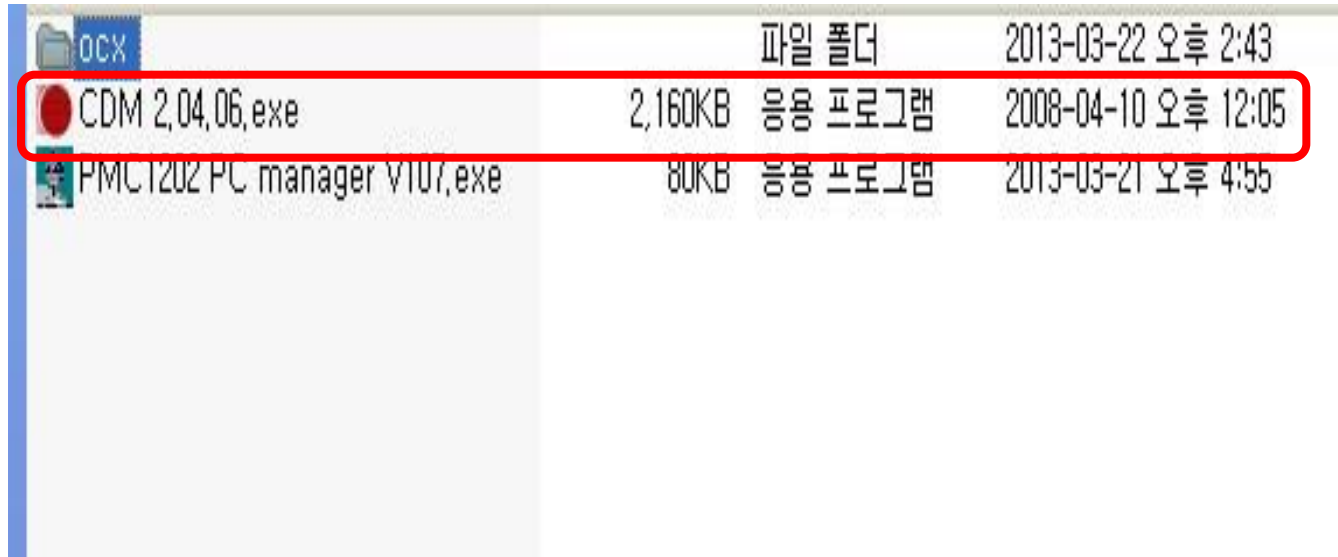 ocx 파일 폴더 2013-03-22 오후 2:43
CDM 2.04.06.exe 2,160KB 응용 프로그램 2008-04-10 오후 12:05
PMC1202 PC manager V107.exe 80KB 응용 프로그램 2013-03-21 오후 4:55